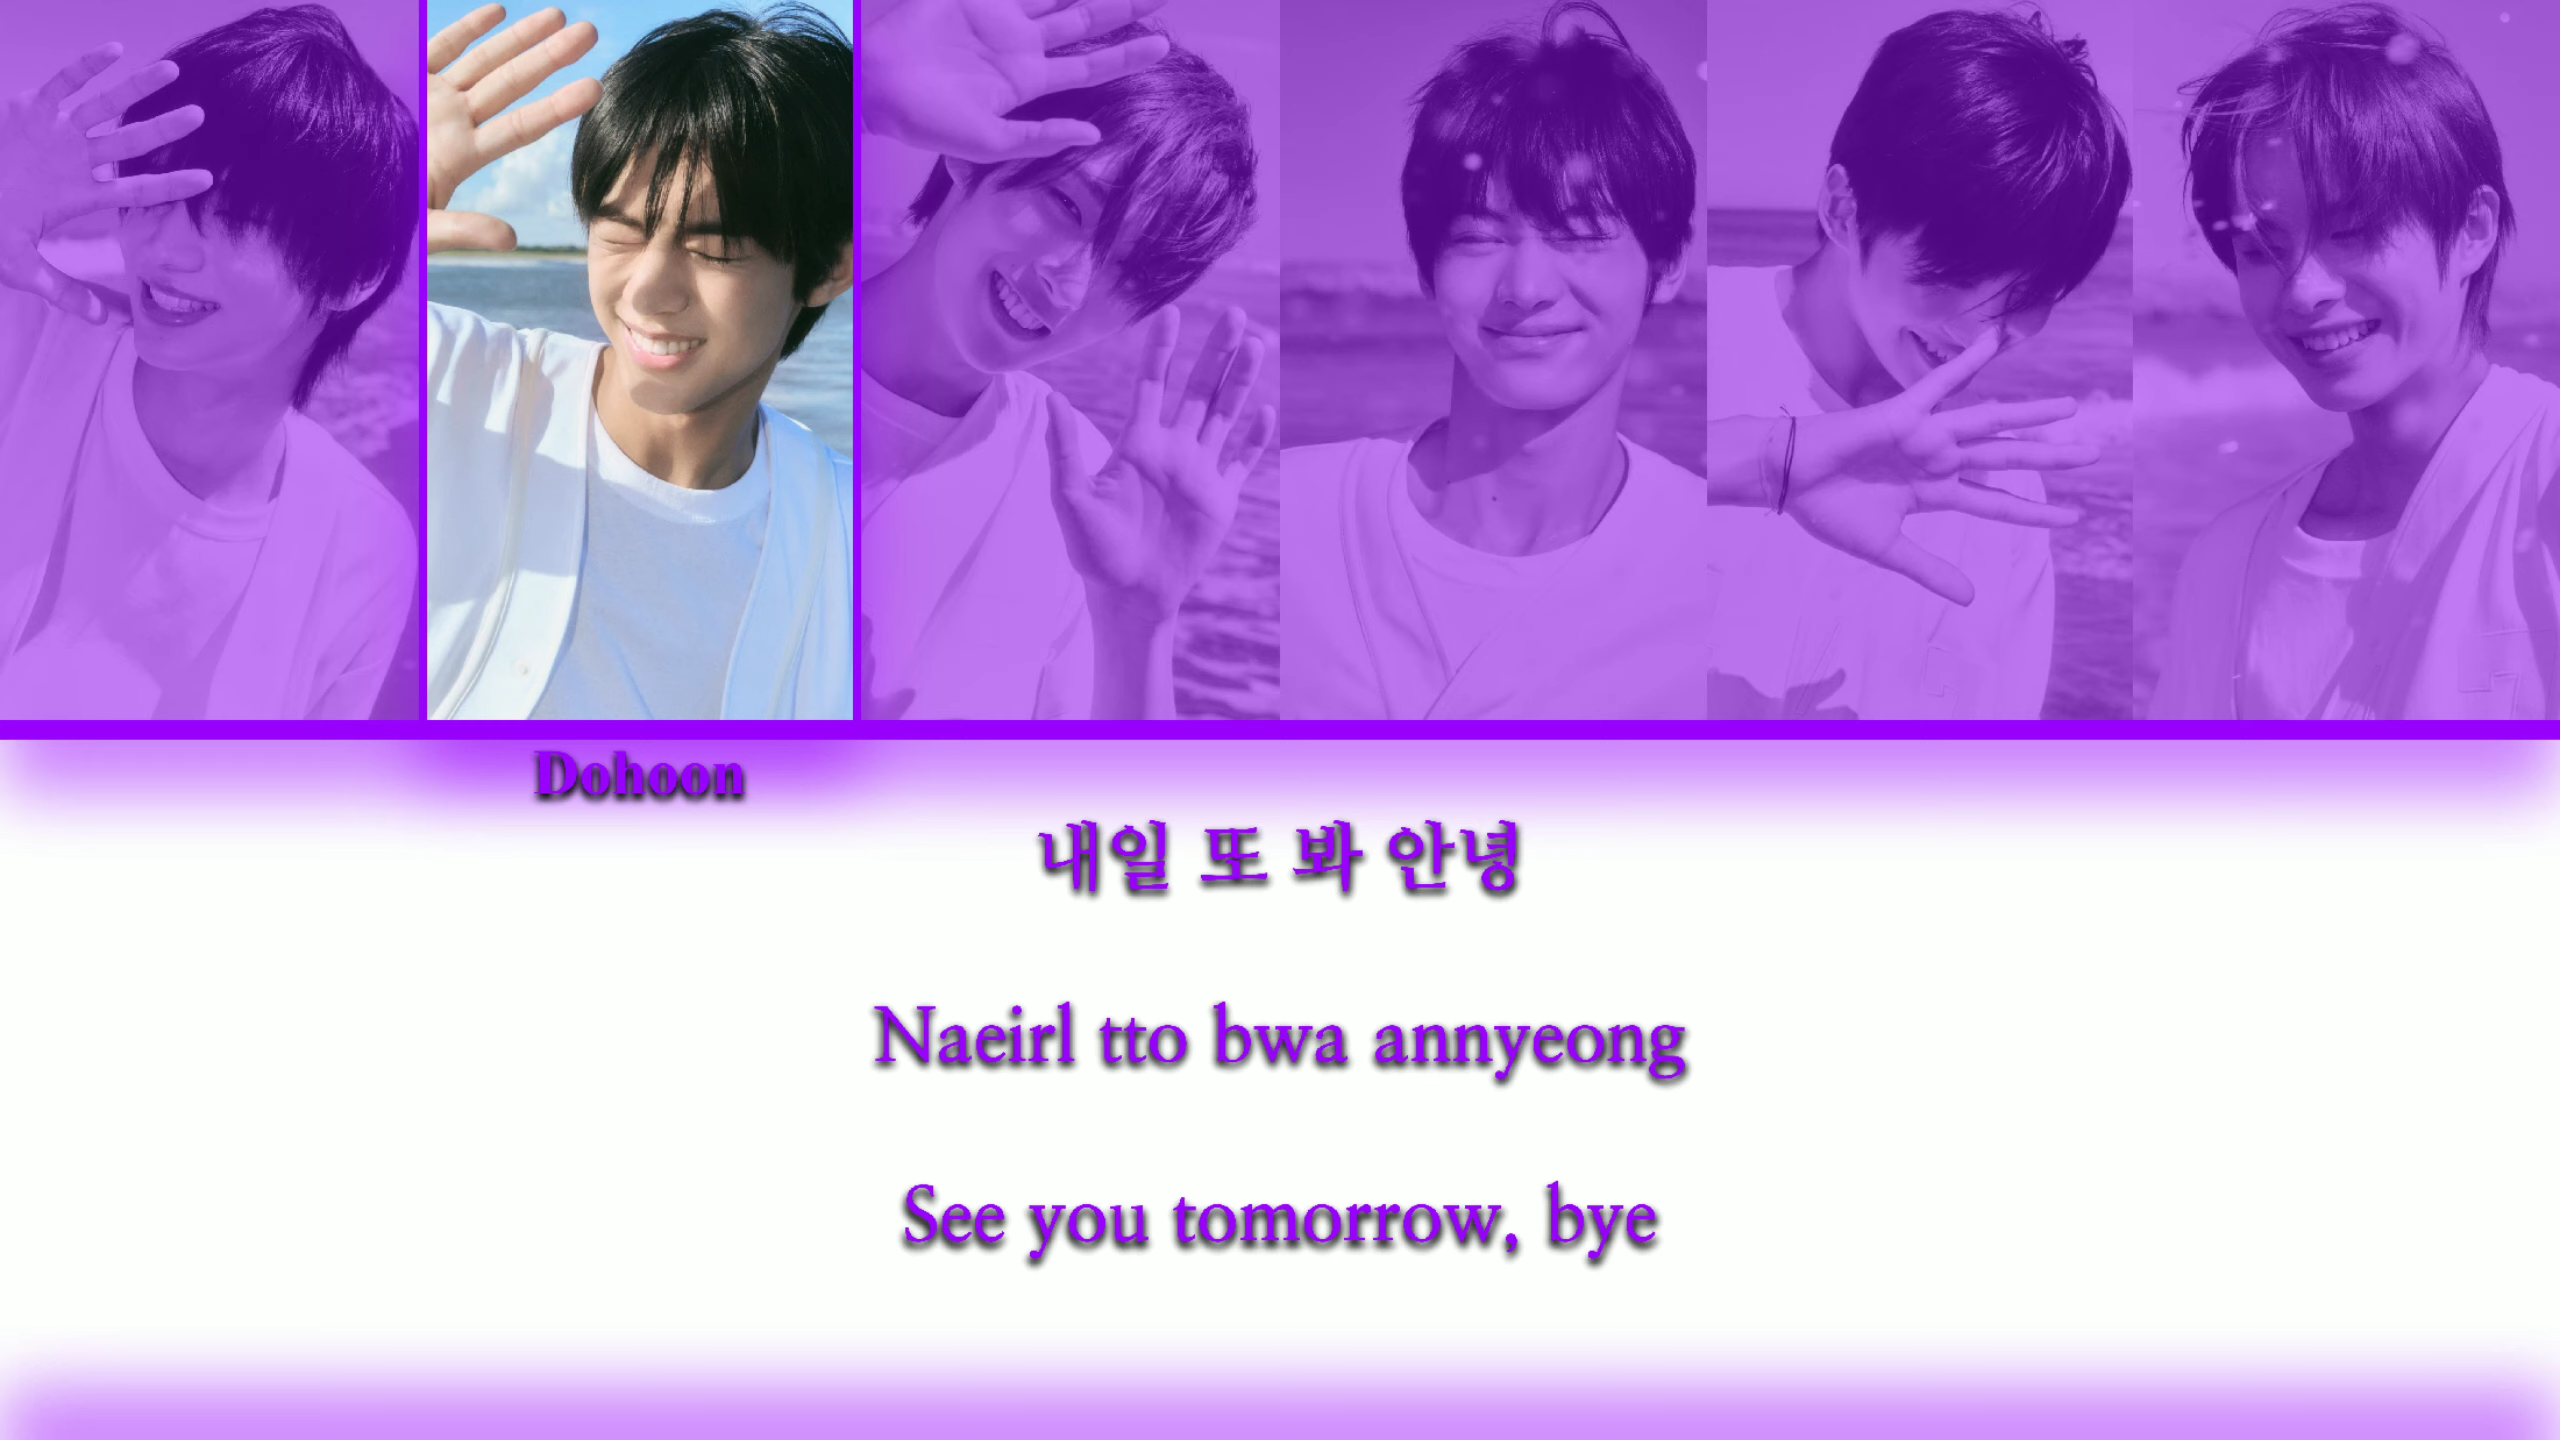 Dohoon
내일 또 봐 안녕
Naeirl tto bwa annyeong
See you tomorrow, bye